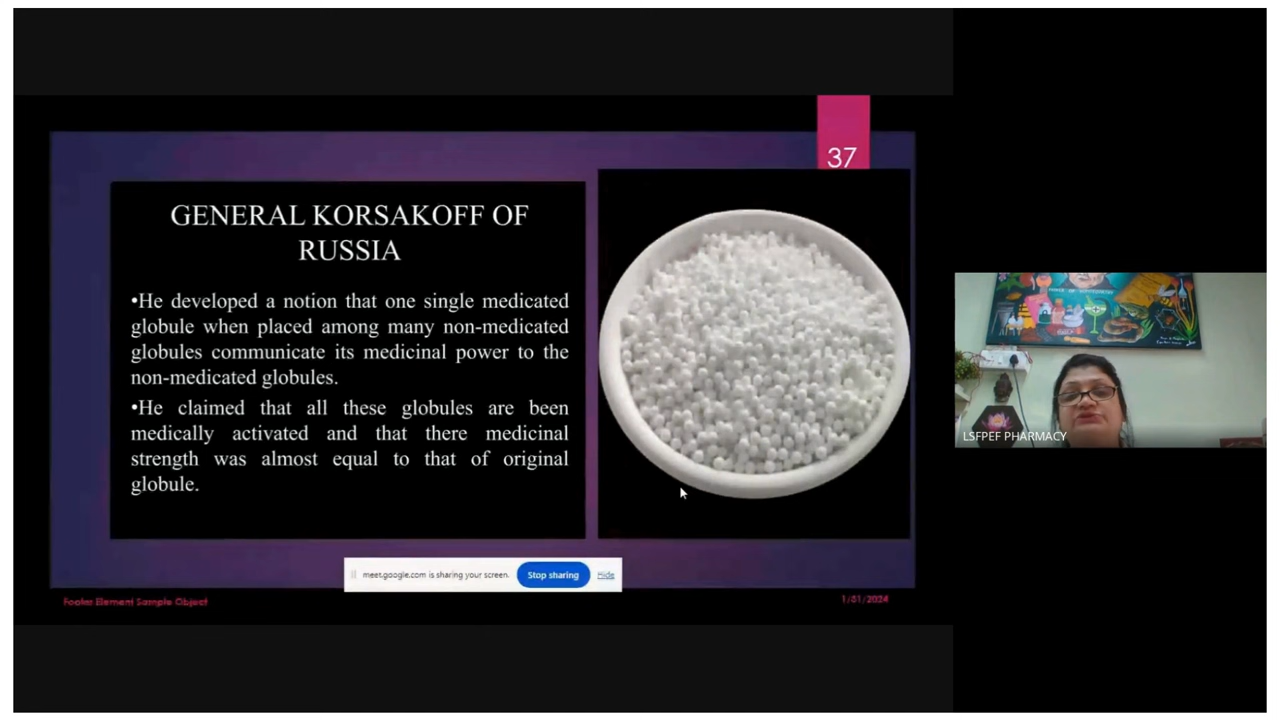 37
GENERAL KORSAKOFF OF
RUSSIA
•He developed a notion that one single medicated
globule when placed among many non-medicated
globules communicate its medicinal power to the
non-medicated globules.
•He claimed that all these globules are been
medically activated and that there medicinal
strength was almost equal to that of original
globule.
LSFPEF PHARMACY
meet.google.com is sharing your screen.
Stop sharing
Hide
Footer Element Sample Object
1/31/2024